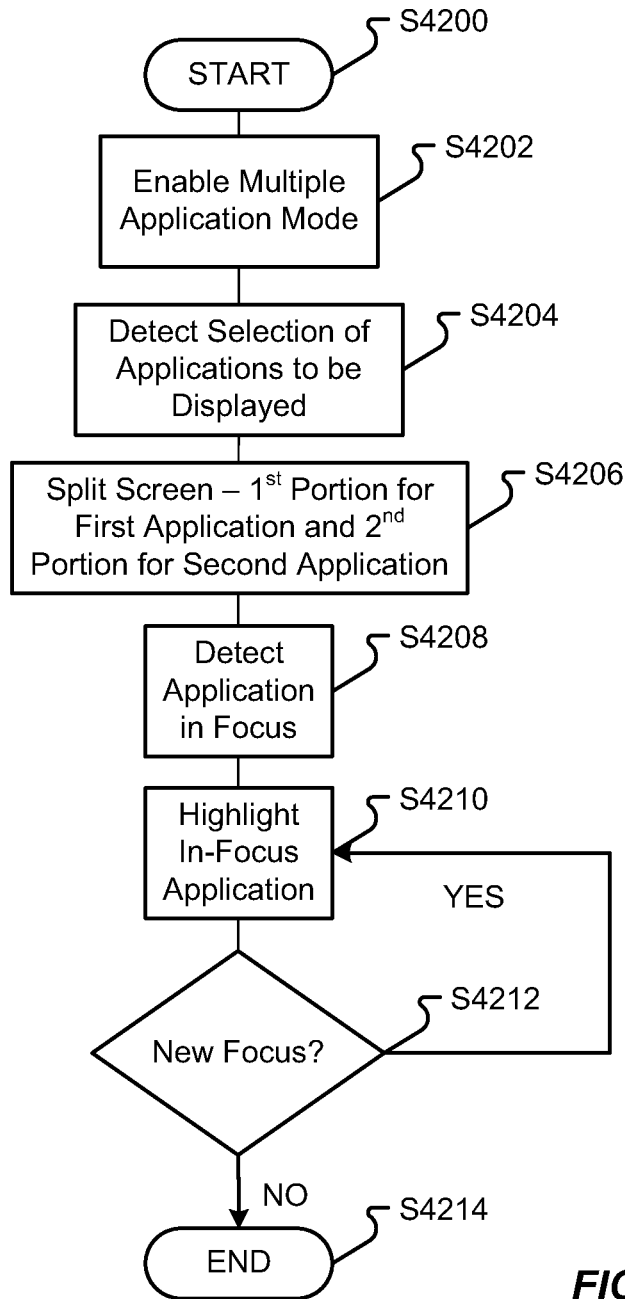 S4200
START
S4202
Enable Multiple
Application Mode
S4204
Detect Selection of
Applications to be
Displayed
S4206
Split Screen – 1st Portion for
First Application and 2nd
Portion for Second Application
S4208
Detect
Application
in Focus
S4210
Highlight
In-Focus
Application
YES
S4212
New Focus?
NO
S4214
END
FIG